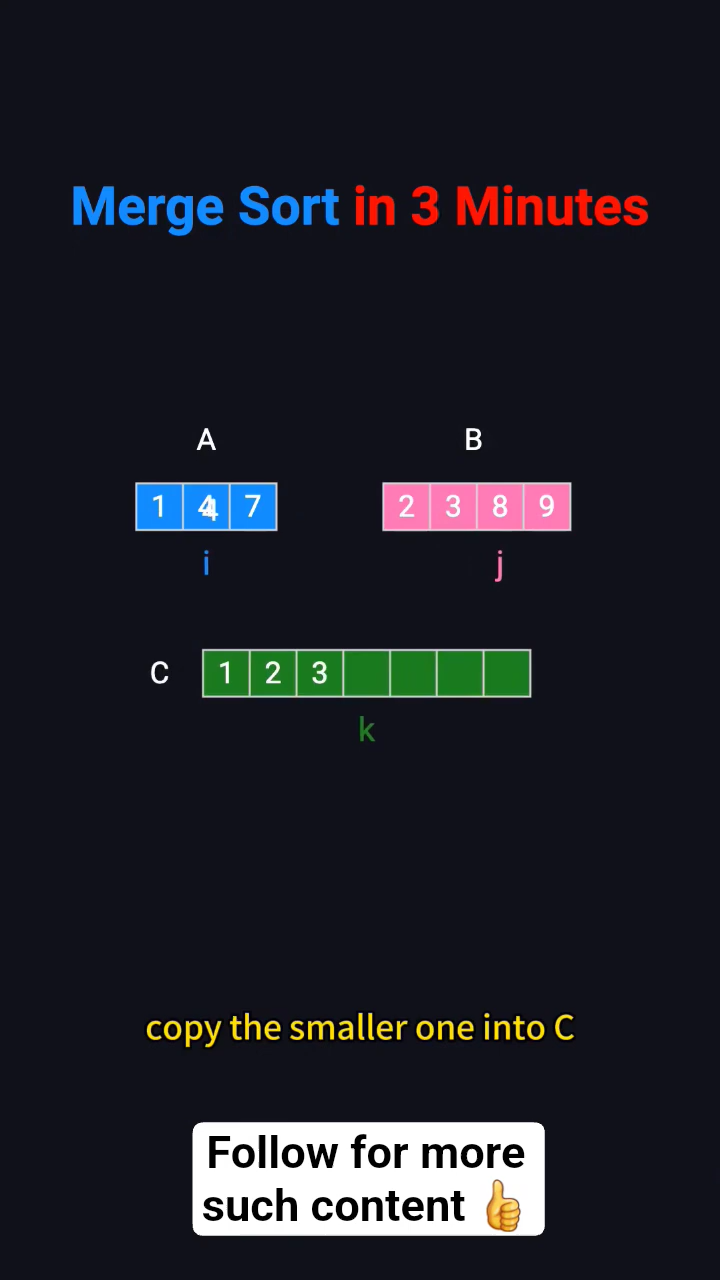 Merge Sort in 3 Minutes
A B
1 4 7 2 3 8 9
i j
C 1 2 3
k
copy the smaller one into C
Follow for more
such content 👍